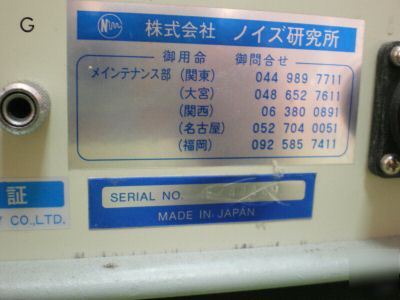 G
株式会社 ノイズ研究所
御用命 御問合せ
メインテナンス部 (関東) 044 989 7711
(大宮) 048 652 7611
(関西) 06 380 0891
(名古屋) 052 704 0051
(福岡) 092 585 7411
証
Y CO.,LTD.
SERIAL NO.
MADE IN JAPAN